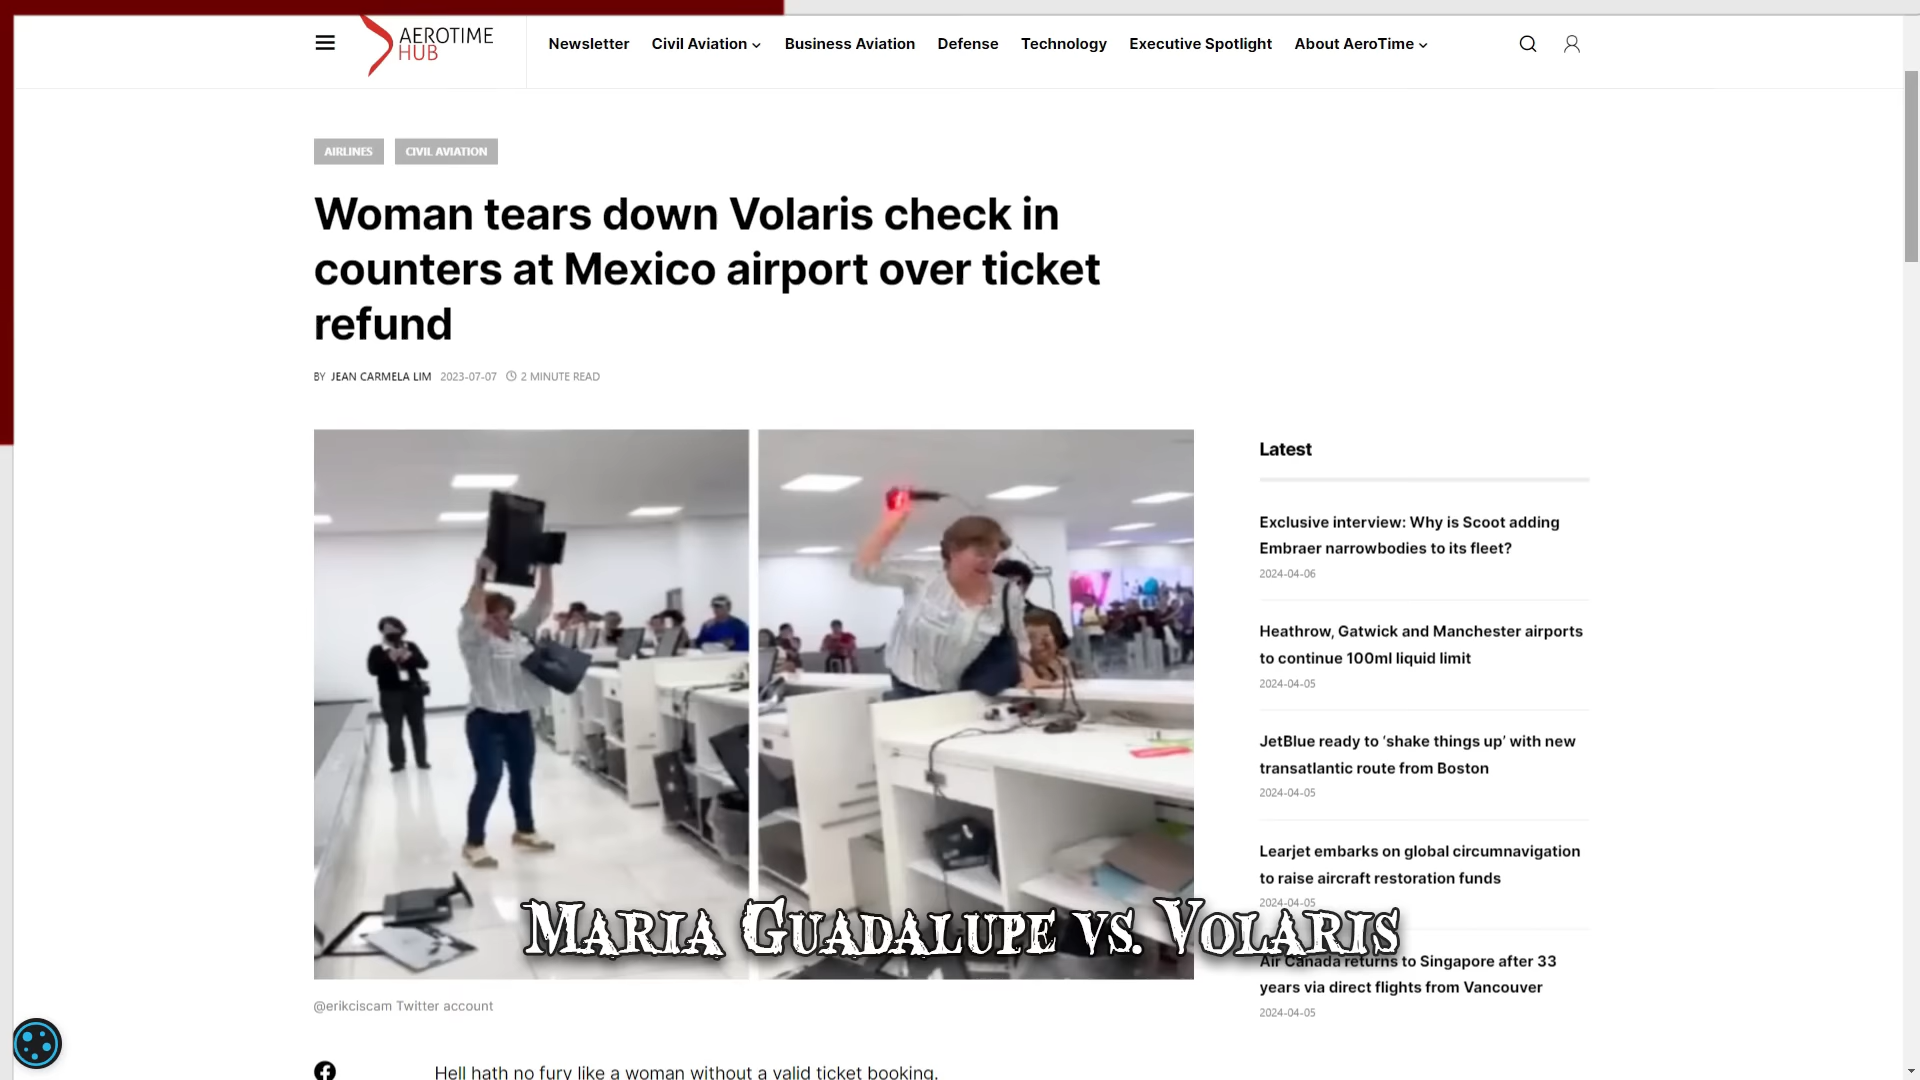 AEROTIME
HUB
Newsletter
Civil Aviation
Business Aviation
Defense
Technology
Executive Spotlight
About AeroTime
AIRLINES
CIVIL AVIATION
Woman tears down Volaris check in
counters at Mexico airport over ticket
refund
BY JEAN CARMELA LIM 2023-07-07 2 MINUTE READ
Latest
Exclusive interview: Why is Scoot adding
Embraer narrowbodies to its fleet?
2024-04-06
Heathrow, Gatwick and Manchester airports
to continue 100ml liquid limit
2024-04-05
JetBlue ready to ‘shake things up’ with new
transatlantic route from Boston
2024-04-05
Learjet embarks on global circumnavigation
to raise aircraft restoration funds
2024-04-05
Maria Guadalupe vs. Volaris
Air Canada returns to Singapore after 33
years via direct flights from Vancouver
2024-04-05
@erikciscam Twitter account
Hell hath no fury like a woman without a valid ticket booking.